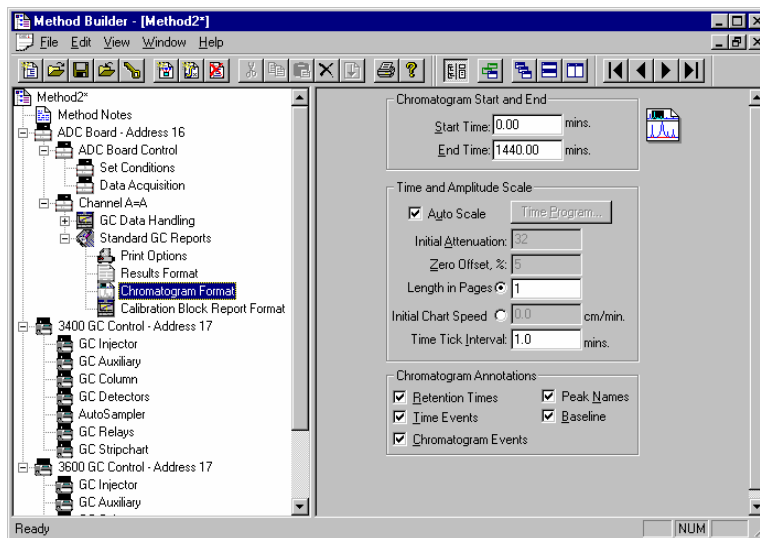 Method Builder - [Method2*]
File Edit View Window Help
Method2*
Method Notes
ADC Board - Address 16
ADC Board Control
Set Conditions
Data Acquisition
Channel A=A
GC Data Handling
Standard GC Reports
Print Options
Results Format
Chromatogram Format
Calibration Block Report Format
3400 GC Control - Address 17
GC Injector
GC Auxiliary
GC Column
GC Detectors
AutoSampler
GC Relays
GC Stripchart
3600 GC Control - Address 17
GC Injector
GC Auxiliary
Chromatogram Start and End
Start Time: 0.00 mins.
End Time: 1440.00 mins.
Time and Amplitude Scale
Auto Scale Time Program...
Initial Attenuation: 32
Zero Offset, %: 5
Length in Pages 1
Initial Chart Speed 0.0 cm/min.
Time Tick Interval: 1.0 mins.
Chromatogram Annotations
Retention Times Peak Names
Time Events Baseline
Chromatogram Events
Ready NUM